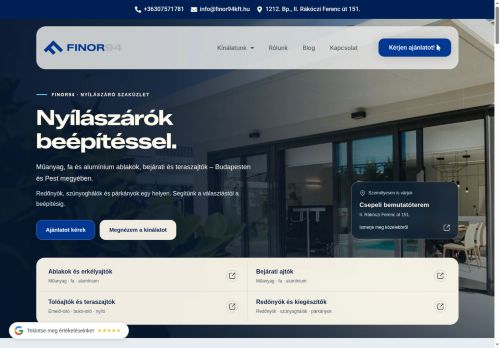 +36307571781
info@finor94kft.hu
1212. Bp., II. Rákóczi Ferenc út 151.
FINOR94
Kínálatunk
Rólunk
Blog
Kapcsolat
Kérjen ajánlatot!
FINOR94 · NYÍLÁSZÁRÓ SZAKÜZLET
Nyílászárók
beépítéssel.
Műanyag, fa és alumínium ablakok, bejárati és teraszajtók – Budapesten
és Pest megyében.
Redőnyök, szúnyoghálók és párkányok egy helyen. Segítünk a választástól a
beépítésig.
Ajánlatot kérek
Megnézem a kínálatot
Személyesen is várjuk
Csepeli bemutatóterem
II. Rákóczi Ferenc út 151.
Ismerje meg közelebbről
Ablakok és erkélyajtók
Műanyag · fa · alumínium
Bejárati ajtók
Műanyag · fa · alumínium
Tolóajtók és teraszajtók
Emelő-toló · bukó-toló · nyíló
Redőnyök és kiegészítők
Redőnyök · szúnyoghálók · párkányok
Tekintse meg értékeléseinket